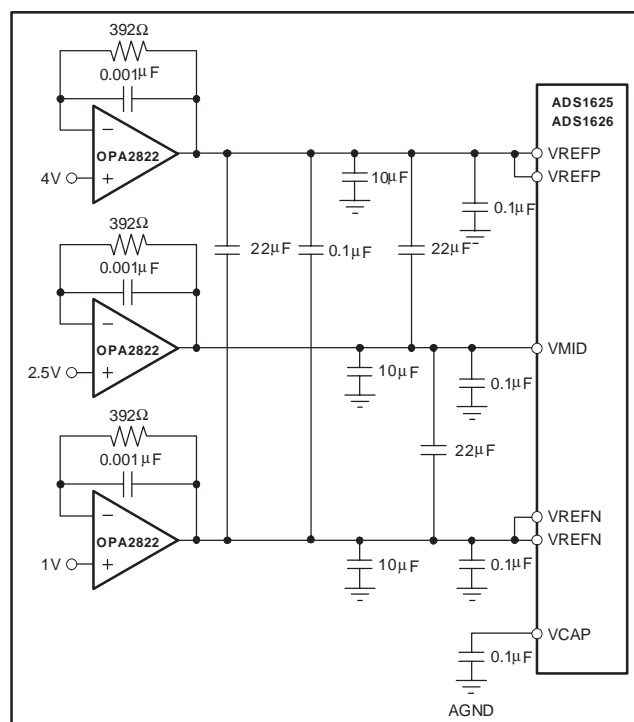 392Ω
0.001μF
ADS1625
ADS1626
OPA2822
VREFP
4V
10μF
VREFP
0.1μF
392Ω
22μF
0.1μF
22μF
0.001μF
OPA2822
VMID
2.5V
10μF
0.1μF
392Ω
0.001μF
22μF
VREFN
OPA2822
VREFN
1V
10μF
0.1μF
VCAP
0.1μF
AGND